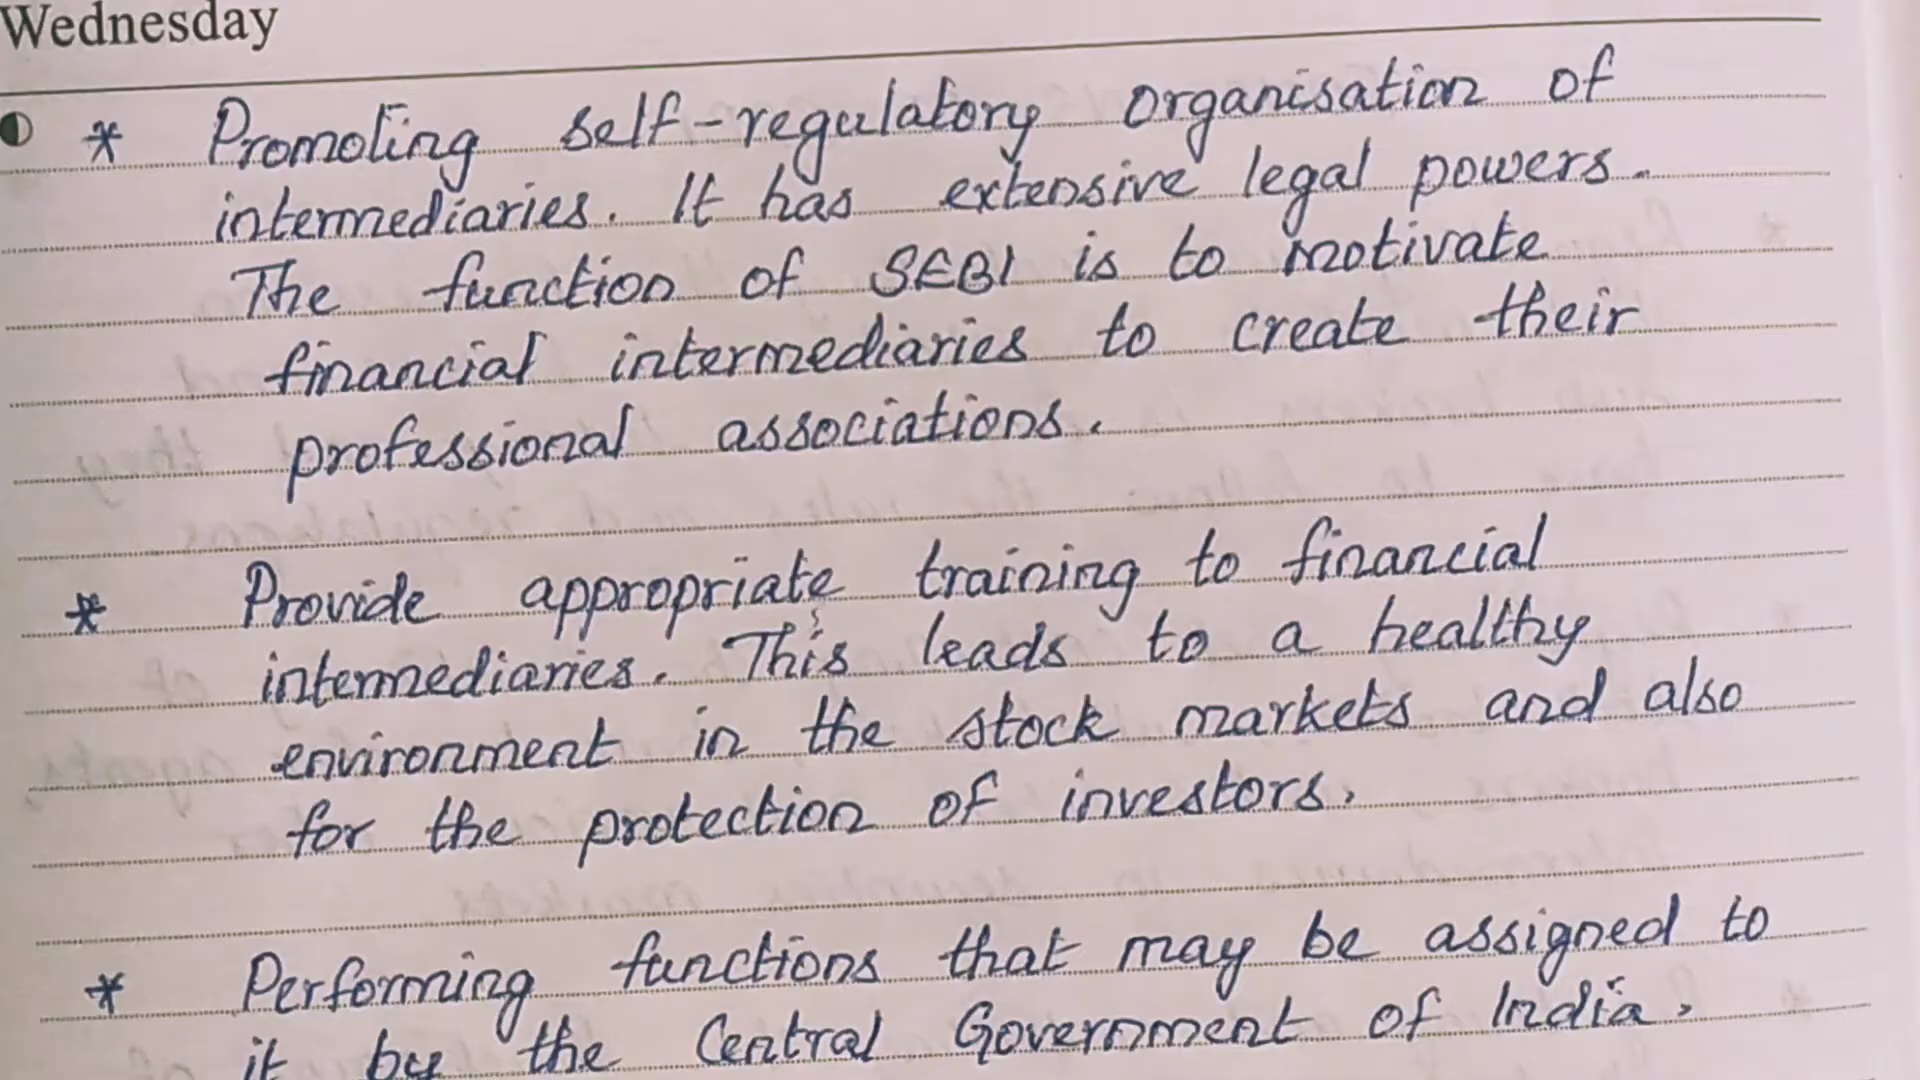 Wednesday
* Promoting self-regulatory organisation of
intermediaries. It has extensive legal powers.
The function of SEBI is to motivate
financial intermediaries to create their
professional associations.
* Provide appropriate training to financial
intermediaries. This leads to a healthy
environment in the stock markets and also
for the protection of investors.
* Performing functions that may be assigned to
it by the Central Government of India.